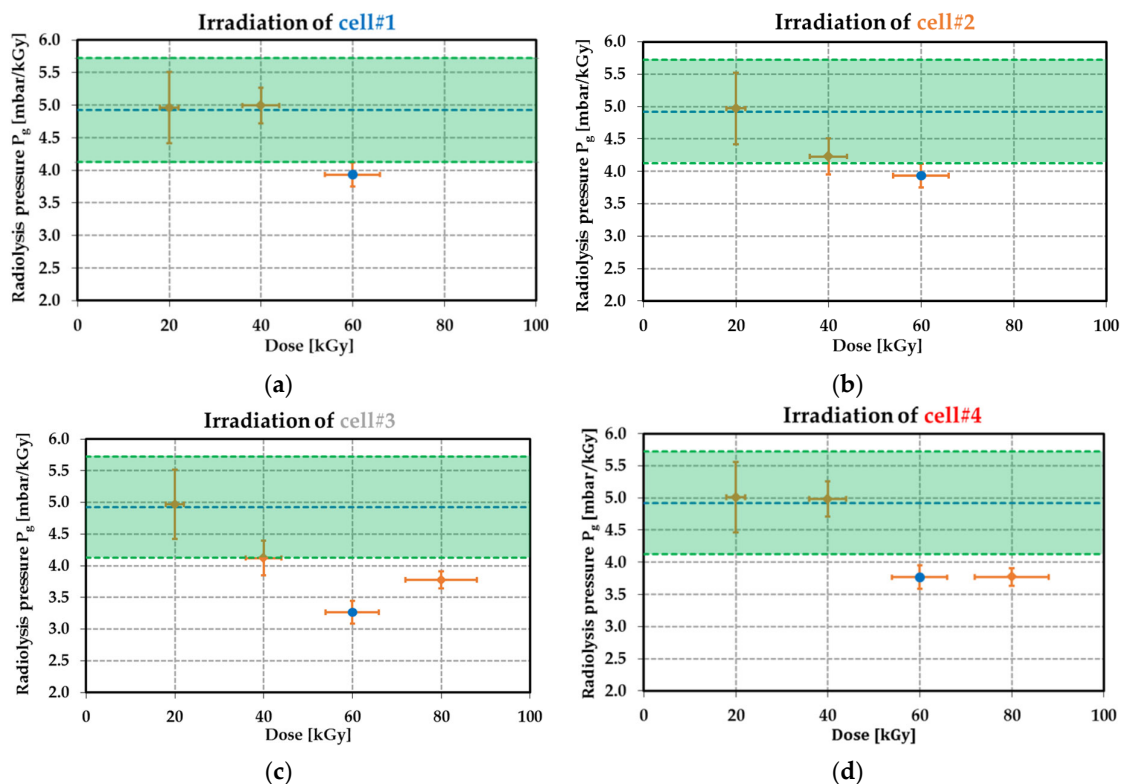 Irradiation of cell#1
Radiolysis pressure Pg [mbar/kGy]
6.0
5.5
5.0
4.5
4.0
3.5
3.0
2.5
2.0
0 20 40 60 80 100
Dose [kGy]
(a)
Irradiation of cell#2
Radiolysis pressure Pg [mbar/kGy]
6.0
5.5
5.0
4.5
4.0
3.5
3.0
2.5
2.0
0 20 40 60 80 100
Dose [kGy]
(b)
Irradiation of cell#3
Radiolysis pressure Pg [mbar/kGy]
6.0
5.5
5.0
4.5
4.0
3.5
3.0
2.5
2.0
0 20 40 60 80 100
Dose [kGy]
(c)
Irradiation of cell#4
Radiolysis pressure Pg [mbar/kGy]
6.0
5.5
5.0
4.5
4.0
3.5
3.0
2.5
2.0
0 20 40 60 80 100
Dose [kGy]
(d)